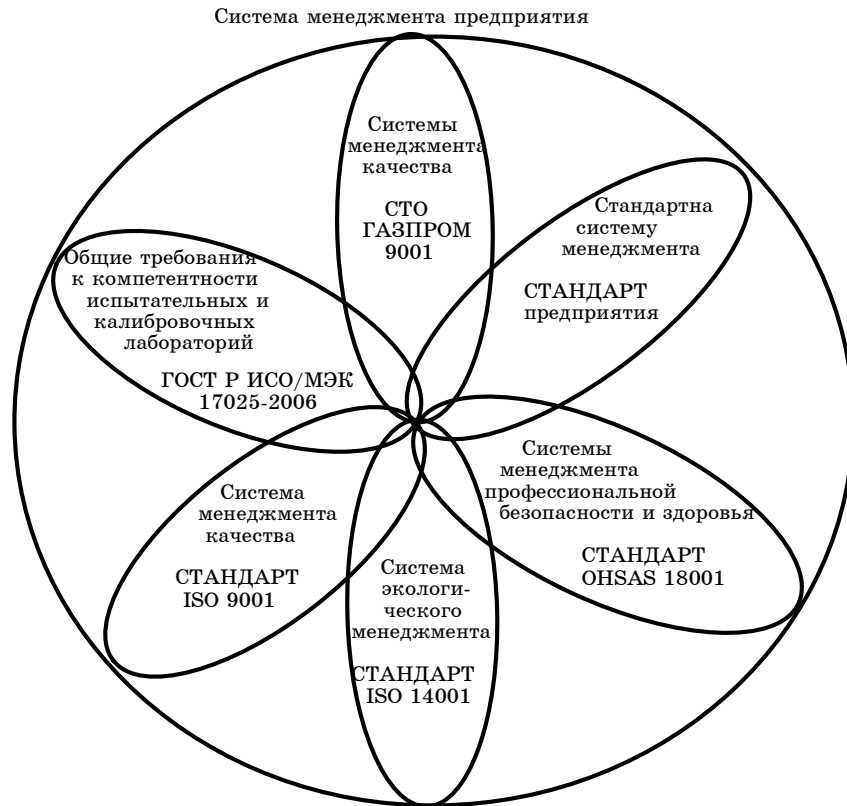 Система менеджмента предприятия
Системы
менеджмента
качества
СТО
ГАЗПРОМ
9001
Стандартна
систему
менеджмента
СТАНДАРТ
предприятия
Общие требования
к компетентности
испытательных и
калибровочных
лабораторий
ГОСТ Р ИСО/МЭК
17025-2006
Системы
менеджмента
профессиональной
безопасности и здоровья
СТАНДАРТ
OHSAS 18001
Система
менеджмента
качества
СТАНДАРТ
ISO 9001
Система
экологи-
ческого
менеджмента
СТАНДАРТ
ISO 14001